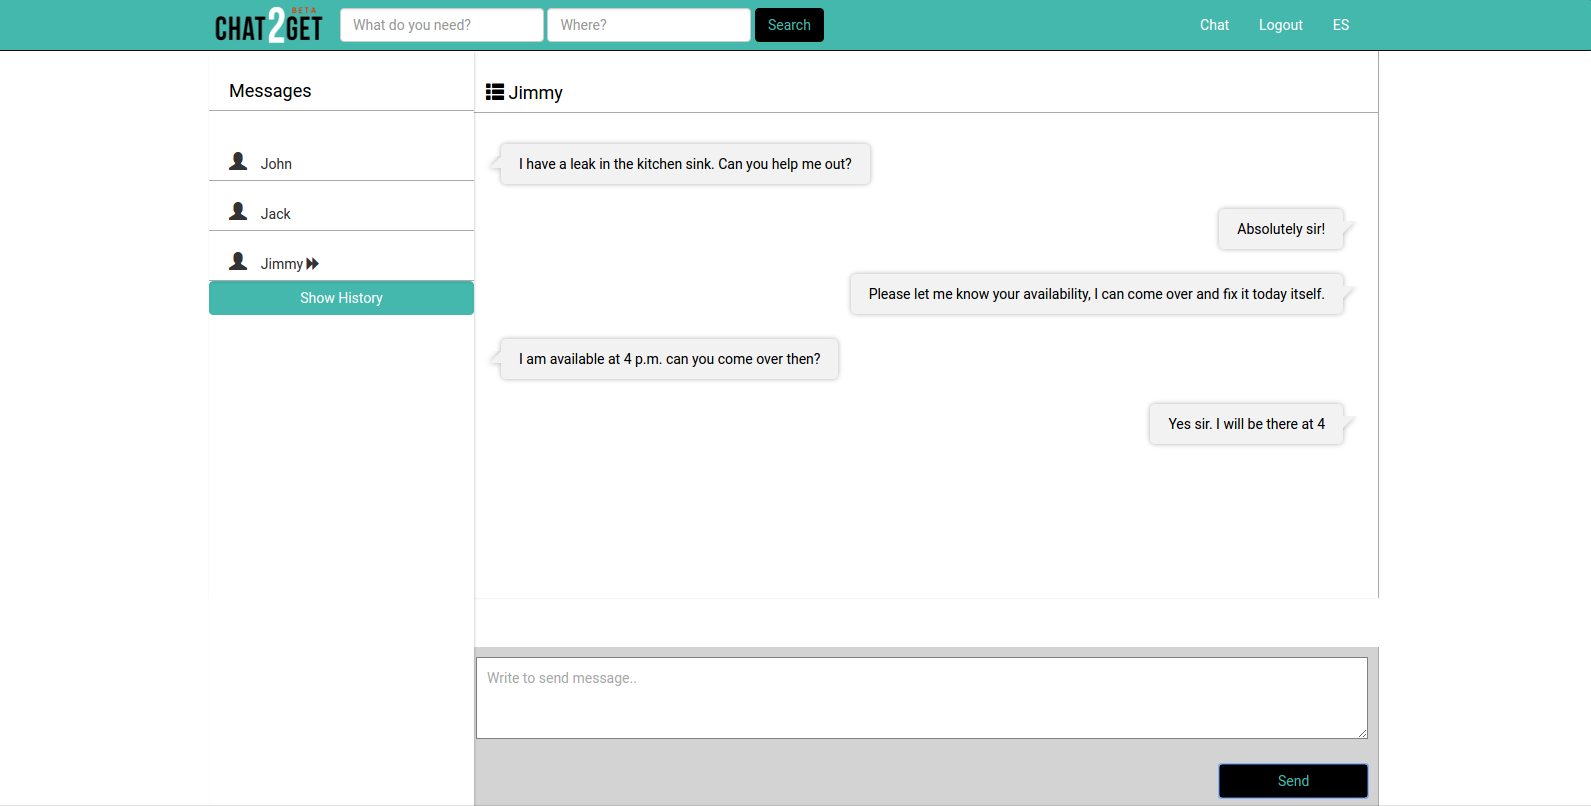 BETA
CHAT2GET
What do you need?
Where?
Search
Chat
Logout
ES
Messages
John
Jack
Jimmy
Show History
Jimmy
I have a leak in the kitchen sink. Can you help me out?
Absolutely sir!
Please let me know your availability, I can come over and fix it today itself.
I am available at 4 p.m. can you come over then?
Yes sir. I will be there at 4
Write to send message..
Send